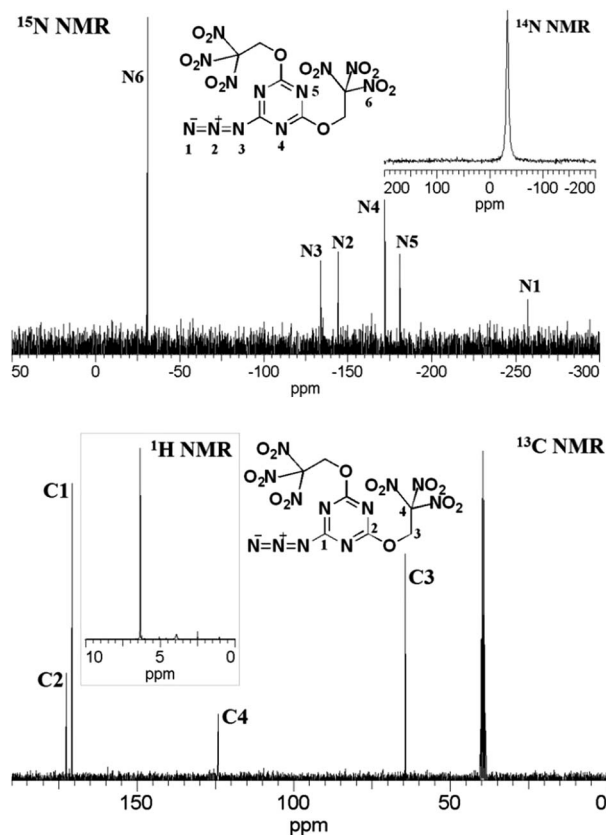 ¹⁵N NMR
¹⁴N NMR
NO₂
O₂N
O
NO₂
O₂N
NO₂
NO₂
N
N
5
6
N=N=N
− +
N
O
1 2 3
4
200 100 0 -100 -200
ppm
N6
N3
N2
N4
N5
N1
50 0 -50 -100 -150 -200 -250 -300
ppm
¹H NMR
¹³C NMR
NO₂
O₂N
O
NO₂
O₂N
NO₂
NO₂
N
N
4
2
3
N=N=N
− +
1
N
O
10 5 0
ppm
C1
C2
C3
C4
150 100 50 0
ppm